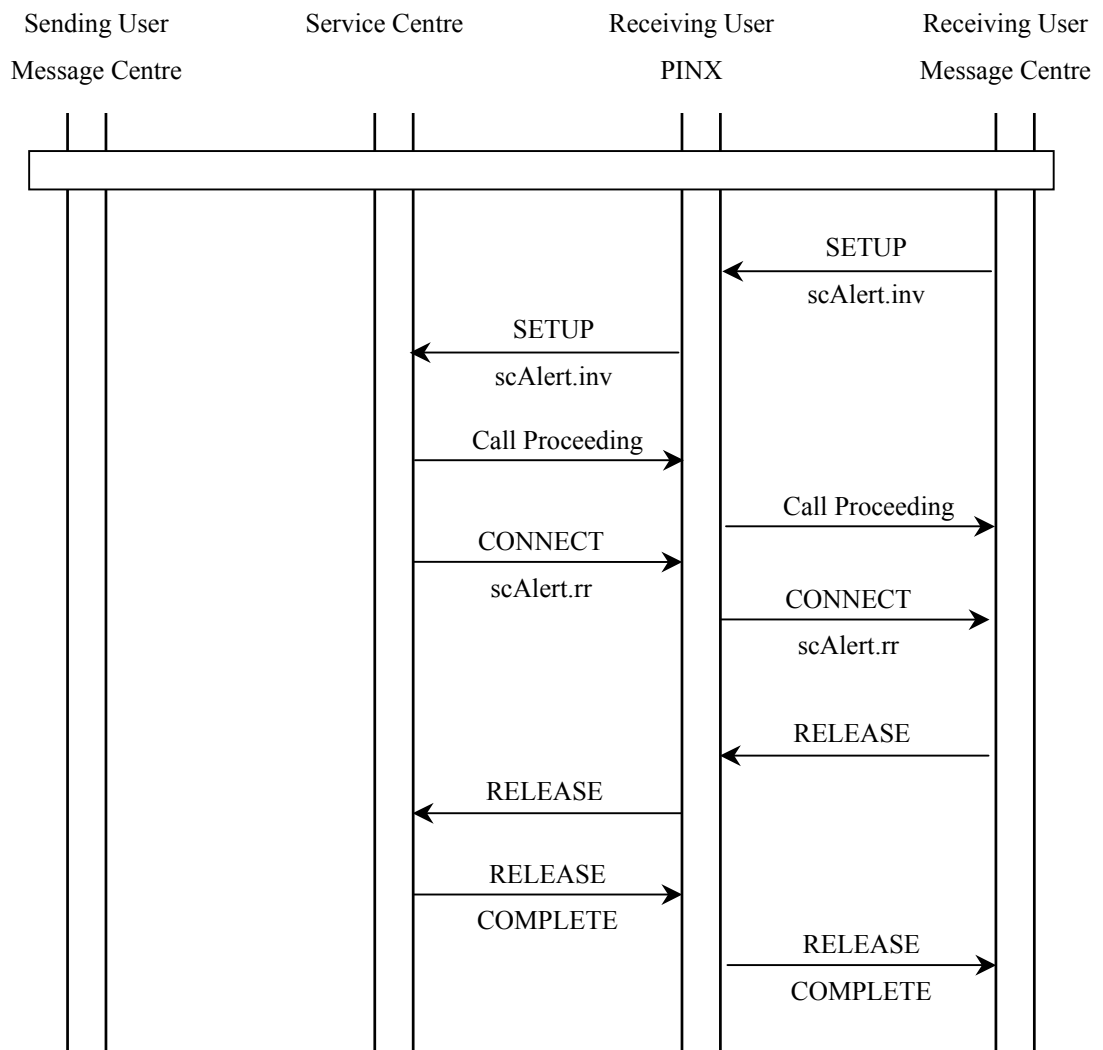 Sending User
Message Centre
Service Centre
Receiving User
PINX
Receiving User
Message Centre
SETUP
scAlert.inv
SETUP
scAlert.inv
Call Proceeding
Call Proceeding
CONNECT
scAlert.rr
CONNECT
scAlert.rr
RELEASE
RELEASE
RELEASE
COMPLETE
RELEASE
COMPLETE